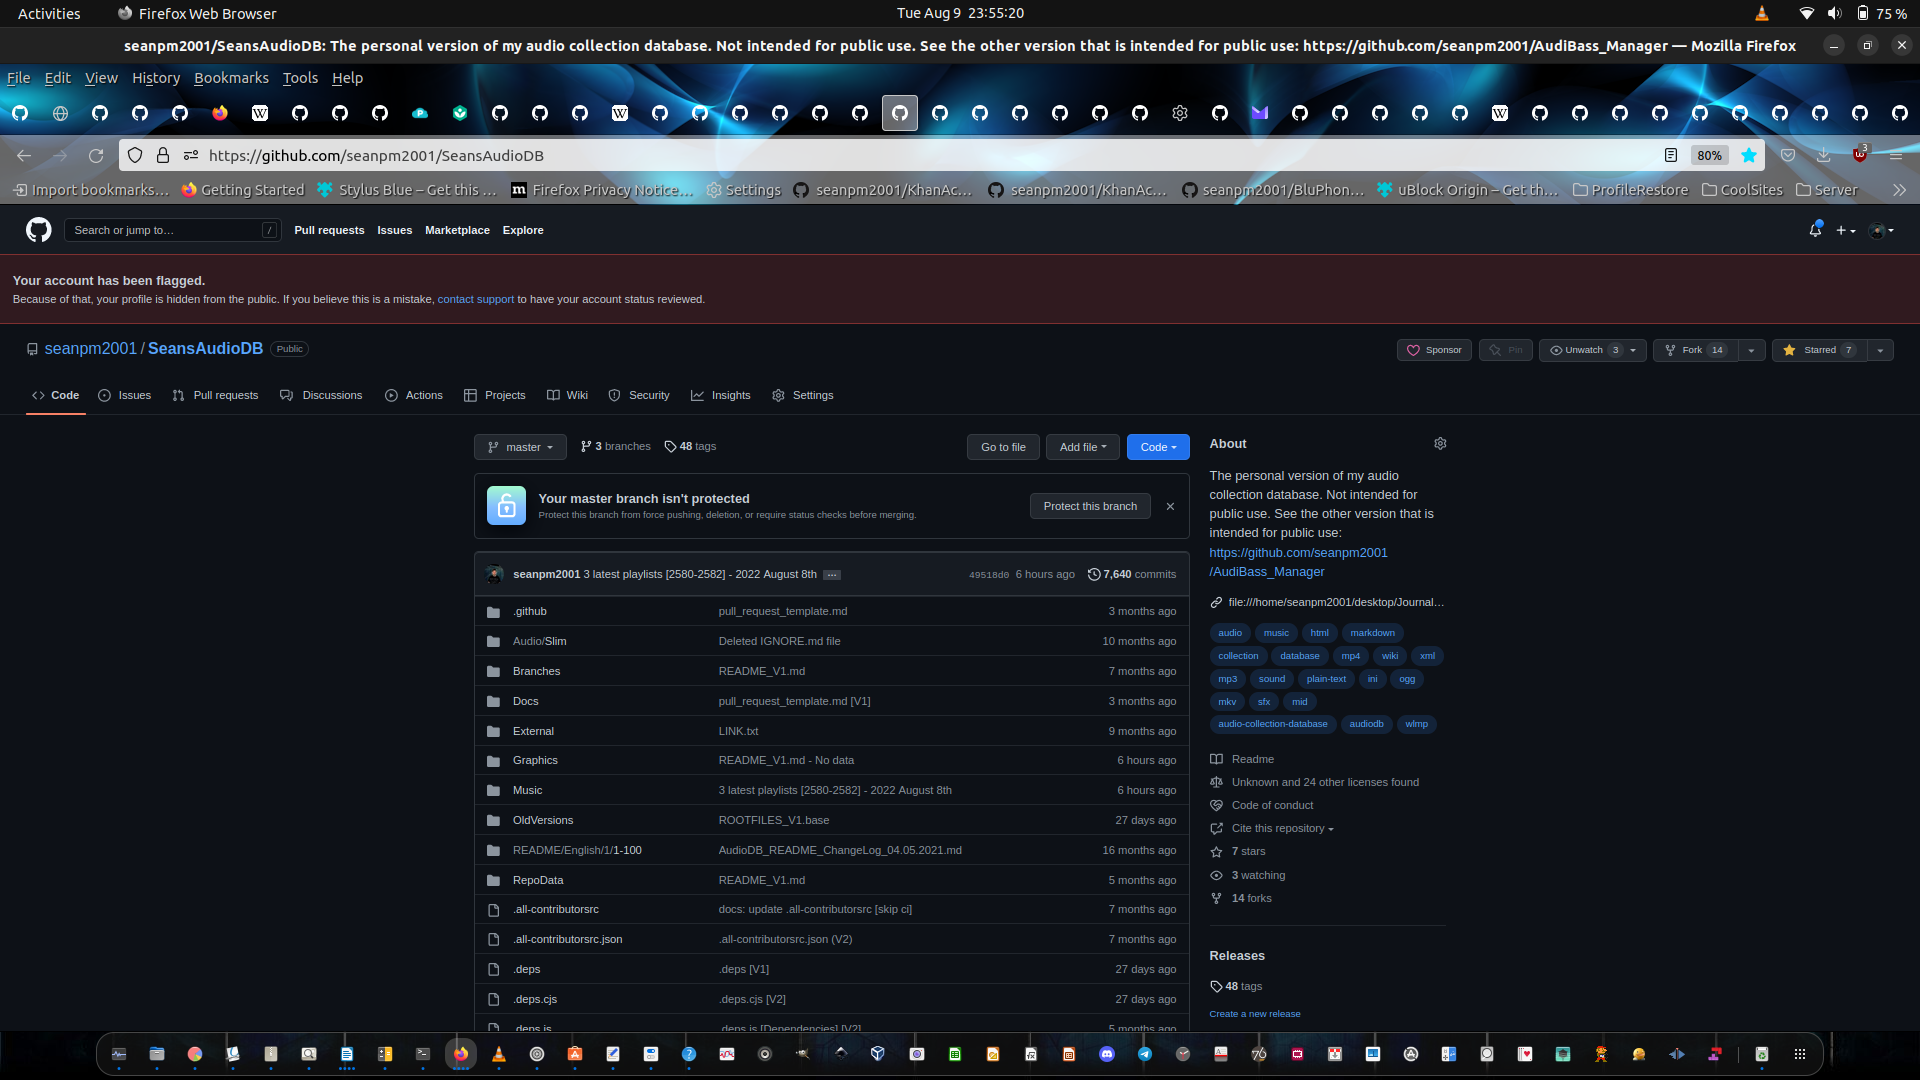 Activities
Firefox Web Browser
Tue Aug 9 23:55:20
75 %
seanpm2001/SeansAudioDB: The personal version of my audio collection database. Not intended for public use. See the other version that is intended for public use: https://github.com/seanpm2001/AudiBass_Manager — Mozilla Firefox
File Edit View History Bookmarks Tools Help
https://github.com/seanpm2001/SeansAudioDB
80%
3
Import bookmarks…
Getting Started
Stylus Blue – Get this …
Firefox Privacy Notice…
Settings
seanpm2001/KhanAc…
seanpm2001/KhanAc…
seanpm2001/BluPhon…
uBlock Origin – Get th…
ProfileRestore
CoolSites
Server
Search or jump to…
/
Pull requests
Issues
Marketplace
Explore
Your account has been flagged.
Because of that, your profile is hidden from the public. If you believe this is a mistake, contact support to have your account status reviewed.
seanpm2001 / SeansAudioDB
Public
Sponsor
Pin
Unwatch 3
Fork 14
Starred 7
Code
Issues
Pull requests
Discussions
Actions
Projects
Wiki
Security
Insights
Settings
master
3 branches
48 tags
Go to file
Add file
Code
Your master branch isn't protected
Protect this branch from force pushing, deletion, or require status checks before merging.
Protect this branch
seanpm2001 3 latest playlists [2580-2582] - 2022 August 8th …
49518d0 6 hours ago
7,640 commits
.github pull_request_template.md 3 months ago
Audio/Slim Deleted IGNORE.md file 10 months ago
Branches README_V1.md 7 months ago
Docs pull_request_template.md [V1] 3 months ago
External LINK.txt 9 months ago
Graphics README_V1.md - No data 6 hours ago
Music 3 latest playlists [2580-2582] - 2022 August 8th 6 hours ago
OldVersions ROOTFILES_V1.base 27 days ago
README/English/1/1-100 AudioDB_README_ChangeLog_04.05.2021.md 16 months ago
RepoData README_V1.md 5 months ago
.all-contributorsrc docs: update .all-contributorsrc [skip ci] 7 months ago
.all-contributorsrc.json .all-contributorsrc.json (V2) 7 months ago
.deps .deps [V1] 27 days ago
.deps.cjs .deps.cjs [V2] 27 days ago
.deps.js .deps.js [Dependencies] [V2] 5 months ago
About
The personal version of my audio
collection database. Not intended for
public use. See the other version that is
intended for public use:
https://github.com/seanpm2001
/AudiBass_Manager
file:///home/seanpm2001/desktop/Journal…
audio music html markdown
collection database mp4 wiki xml
mp3 sound plain-text ini ogg
mkv sfx mid
audio-collection-database audiodb wlmp
Readme
Unknown and 24 other licenses found
Code of conduct
Cite this repository
7 stars
3 watching
14 forks
Releases
48 tags
Create a new release